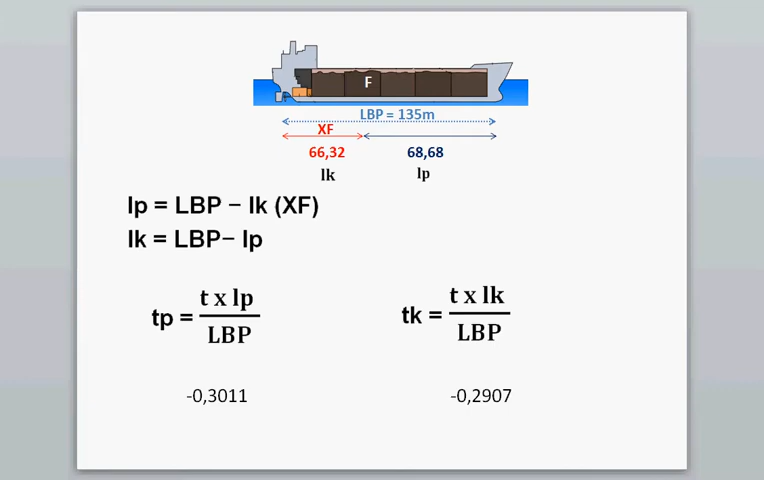 F
LBP = 135m
XF
66,32 68,68
lk lp
lp = LBP − lk (XF)
lk = LBP− lp
tp = t x lp / LBP
tk = t x lk / LBP
-0,3011 -0,2907